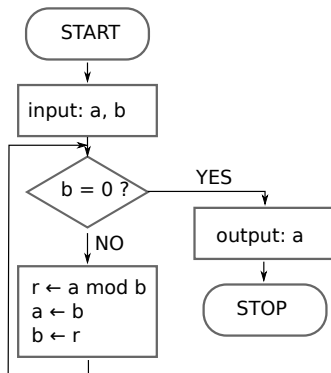 START
input: a, b
b = 0 ?
YES
NO
output: a
r ← a mod b
a ← b
b ← r
STOP